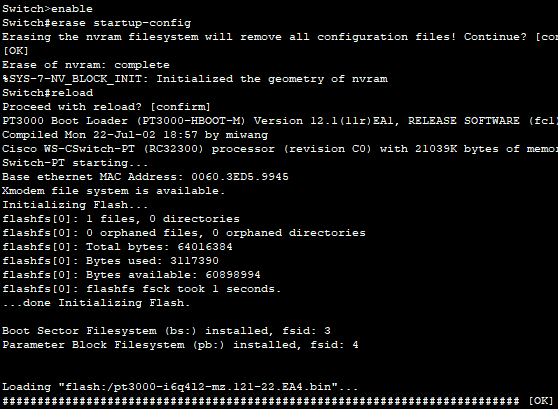 Switch>enable
Switch#erase startup-config
Erasing the nvram filesystem will remove all configuration files! Continue? [con
[OK]
Erase of nvram: complete
%SYS-7-NV_BLOCK_INIT: Initialized the geometry of nvram
Switch#reload
Proceed with reload? [confirm]
PT3000 Boot Loader (PT3000-HBOOT-M) Version 12.1(11r)EA1, RELEASE SOFTWARE (fc1)
Compiled Mon 22-Jul-02 18:57 by miwang
Cisco WS-CSwitch-PT (RC32300) processor (revision C0) with 21039K bytes of memor
Switch-PT starting...
Base ethernet MAC Address: 0060.3ED5.9945
Xmodem file system is available.
Initializing Flash...
flashfs[0]: 1 files, 0 directories
flashfs[0]: 0 orphaned files, 0 orphaned directories
flashfs[0]: Total bytes: 64016384
flashfs[0]: Bytes used: 3117390
flashfs[0]: Bytes available: 60898994
flashfs[0]: flashfs fsck took 1 seconds.
...done Initializing Flash.
Boot Sector Filesystem (bs:) installed, fsid: 3
Parameter Block Filesystem (pb:) installed, fsid: 4
Loading "flash:/pt3000-i6q4l2-mz.121-22.EA4.bin"...
########################################################################## [OK]